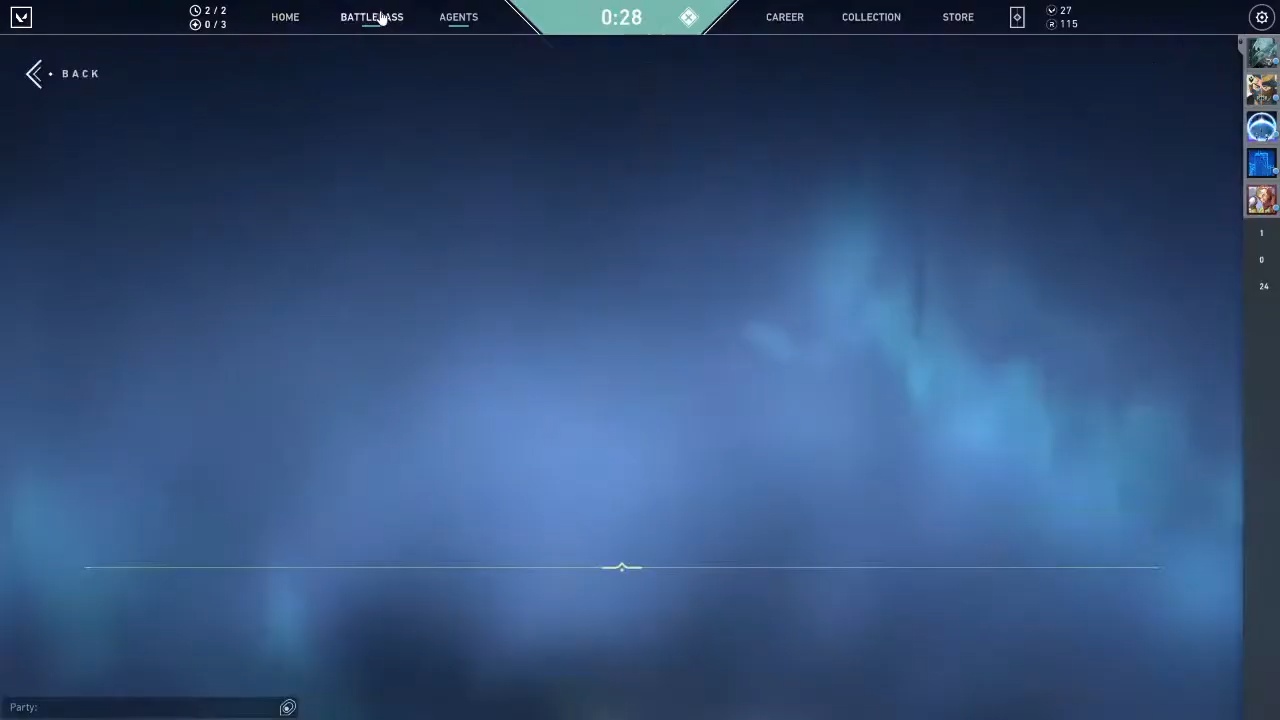 2 / 2
0 / 3
HOME
BATTLEPASS
AGENTS
0:28
CAREER
COLLECTION
STORE
27
115
BACK
1
0
24
Party: